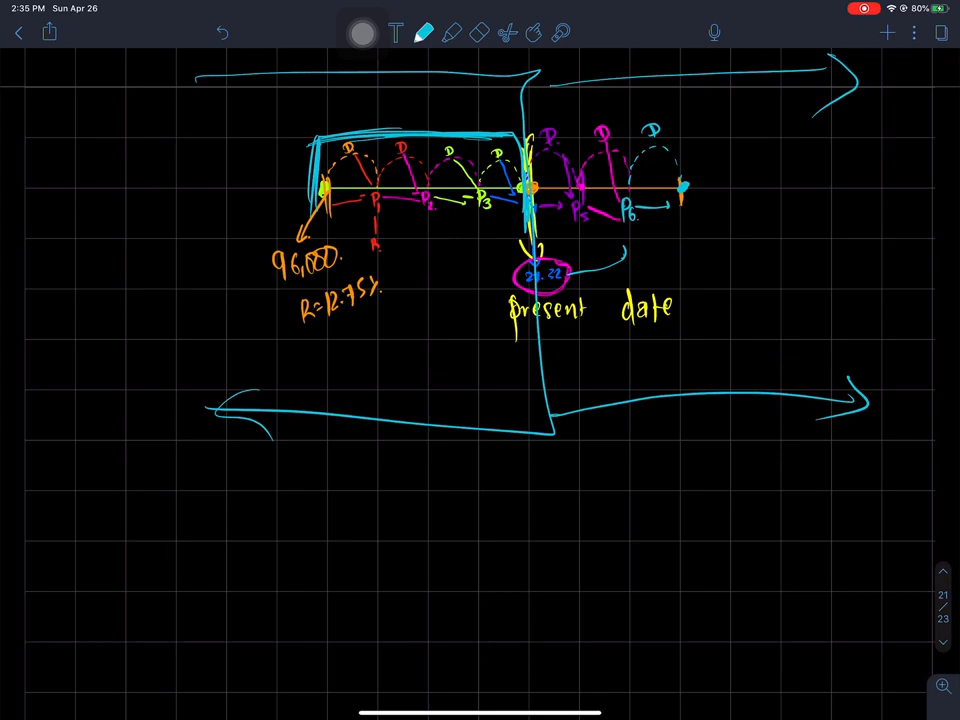 2:35 PM Sun Apr 26
80%
T
D D D D D D D
P P2 P3 P5 P6
R
96,000.
R=12.75%
present date
21
23